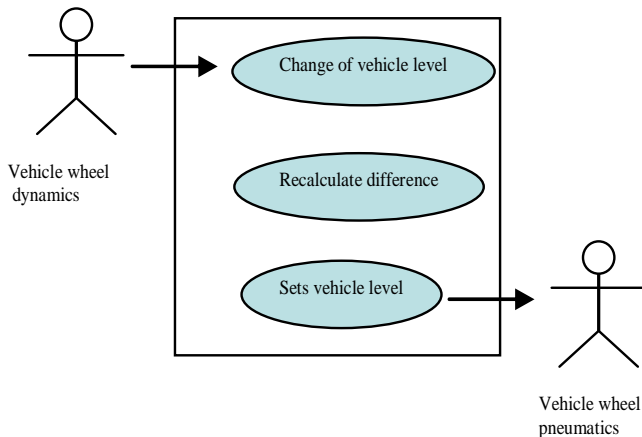 Change of vehicle level
Vehicle wheel
dynamics
Recalculate difference
Sets vehicle level
Vehicle wheel
pneumatics